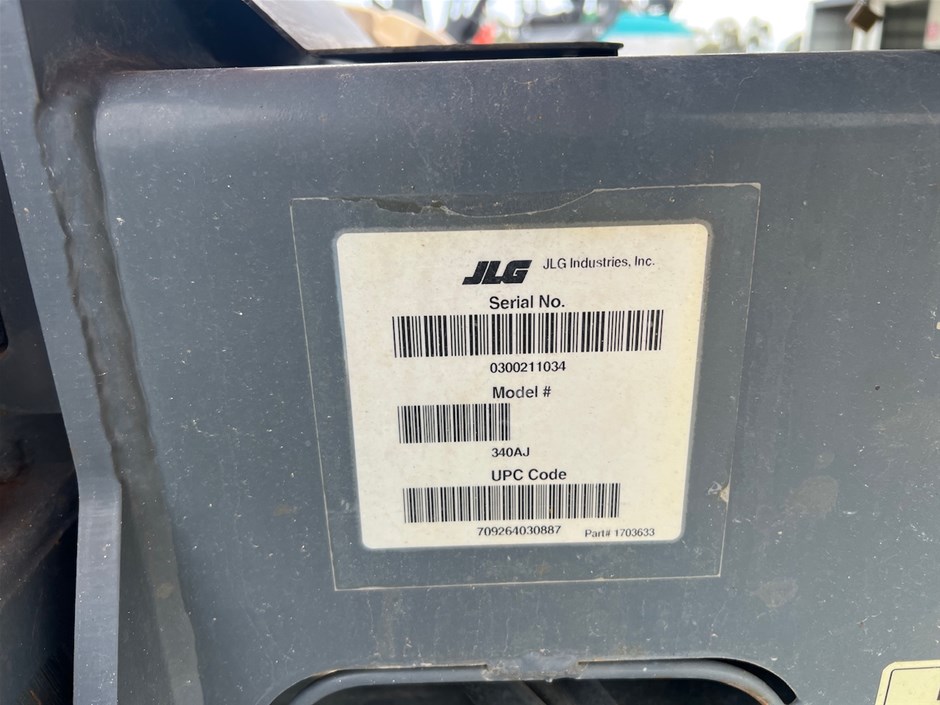 JLG JLG Industries, Inc.
Serial No.
0300211034
Model #
340AJ
UPC Code
709264030887 Part# 1703633